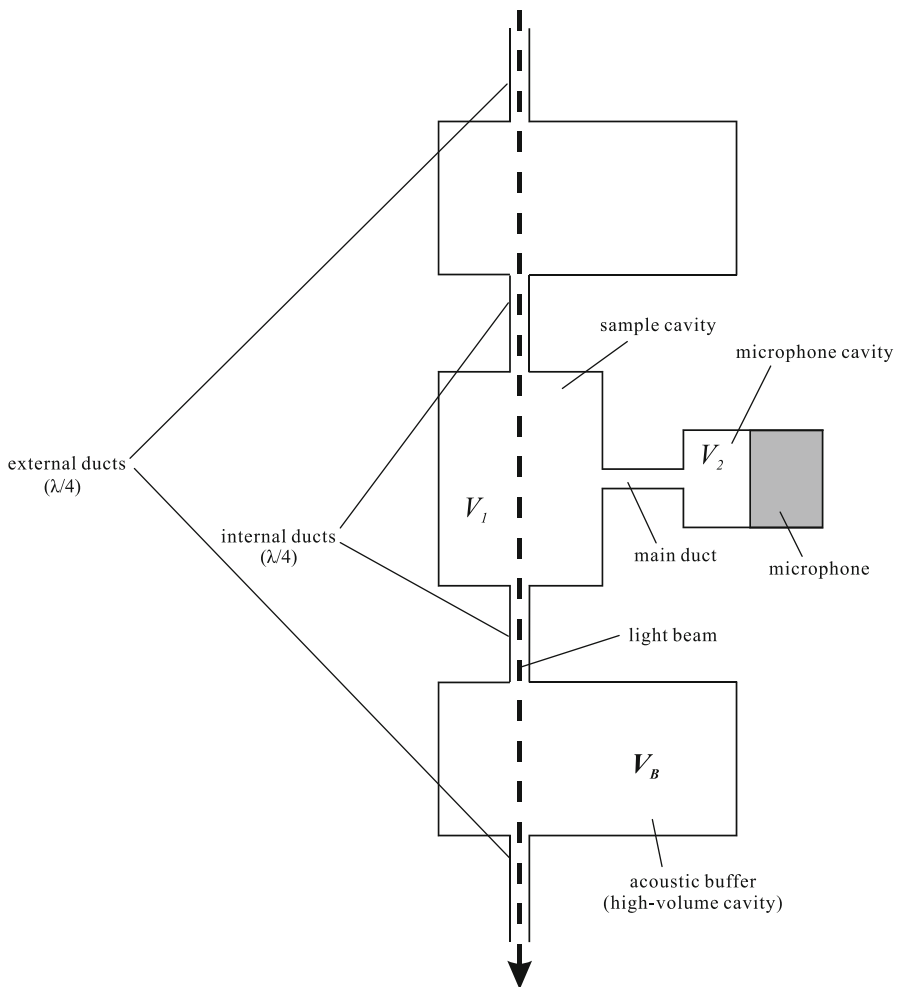 sample cavity
microphone cavity
V2
external ducts
(λ/4)
V1
internal ducts
(λ/4)
main duct
microphone
light beam
VB
acoustic buffer
(high-volume cavity)